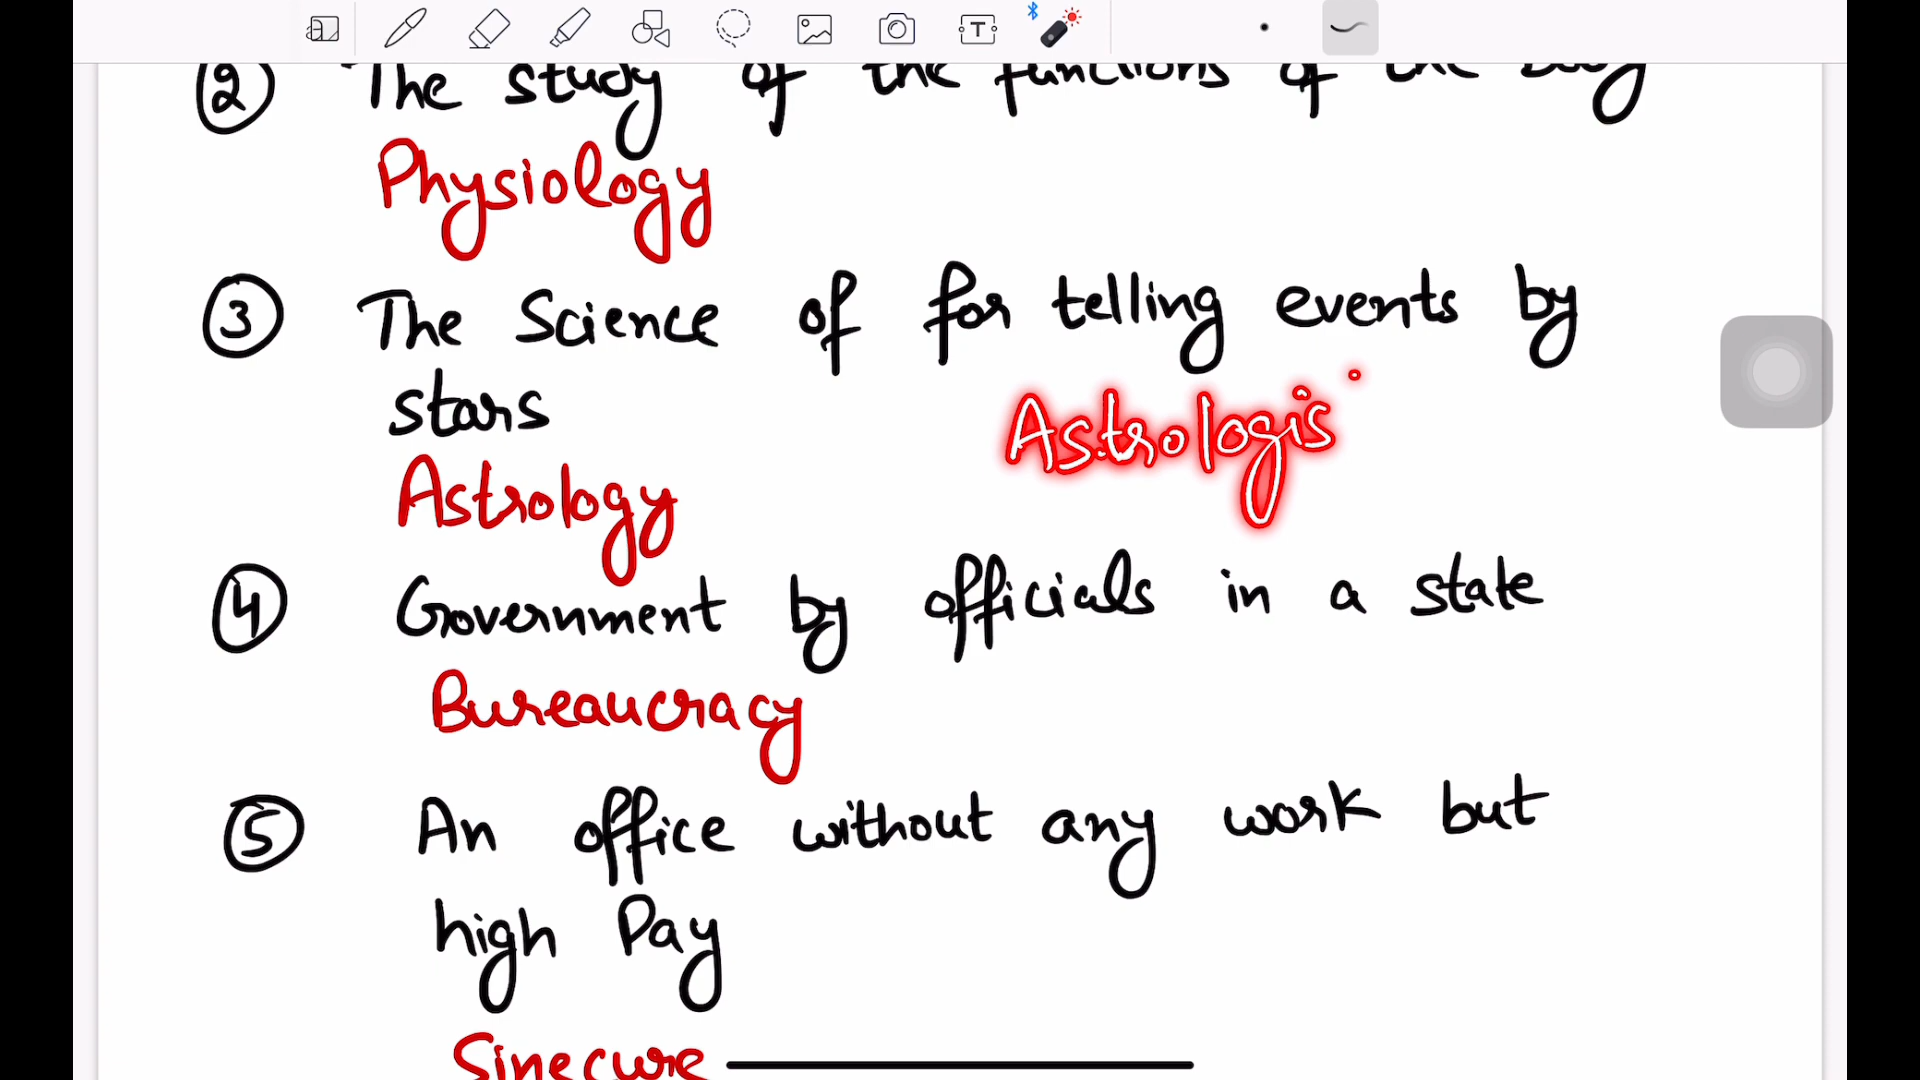 ② The study of the functions of the body
Physiology
③ The Science of for telling events by
stars
Astrologis
Astrology
④ Government by officials in a state
Bureaucracy
⑤ An office without any work but
high Pay
Sinecure